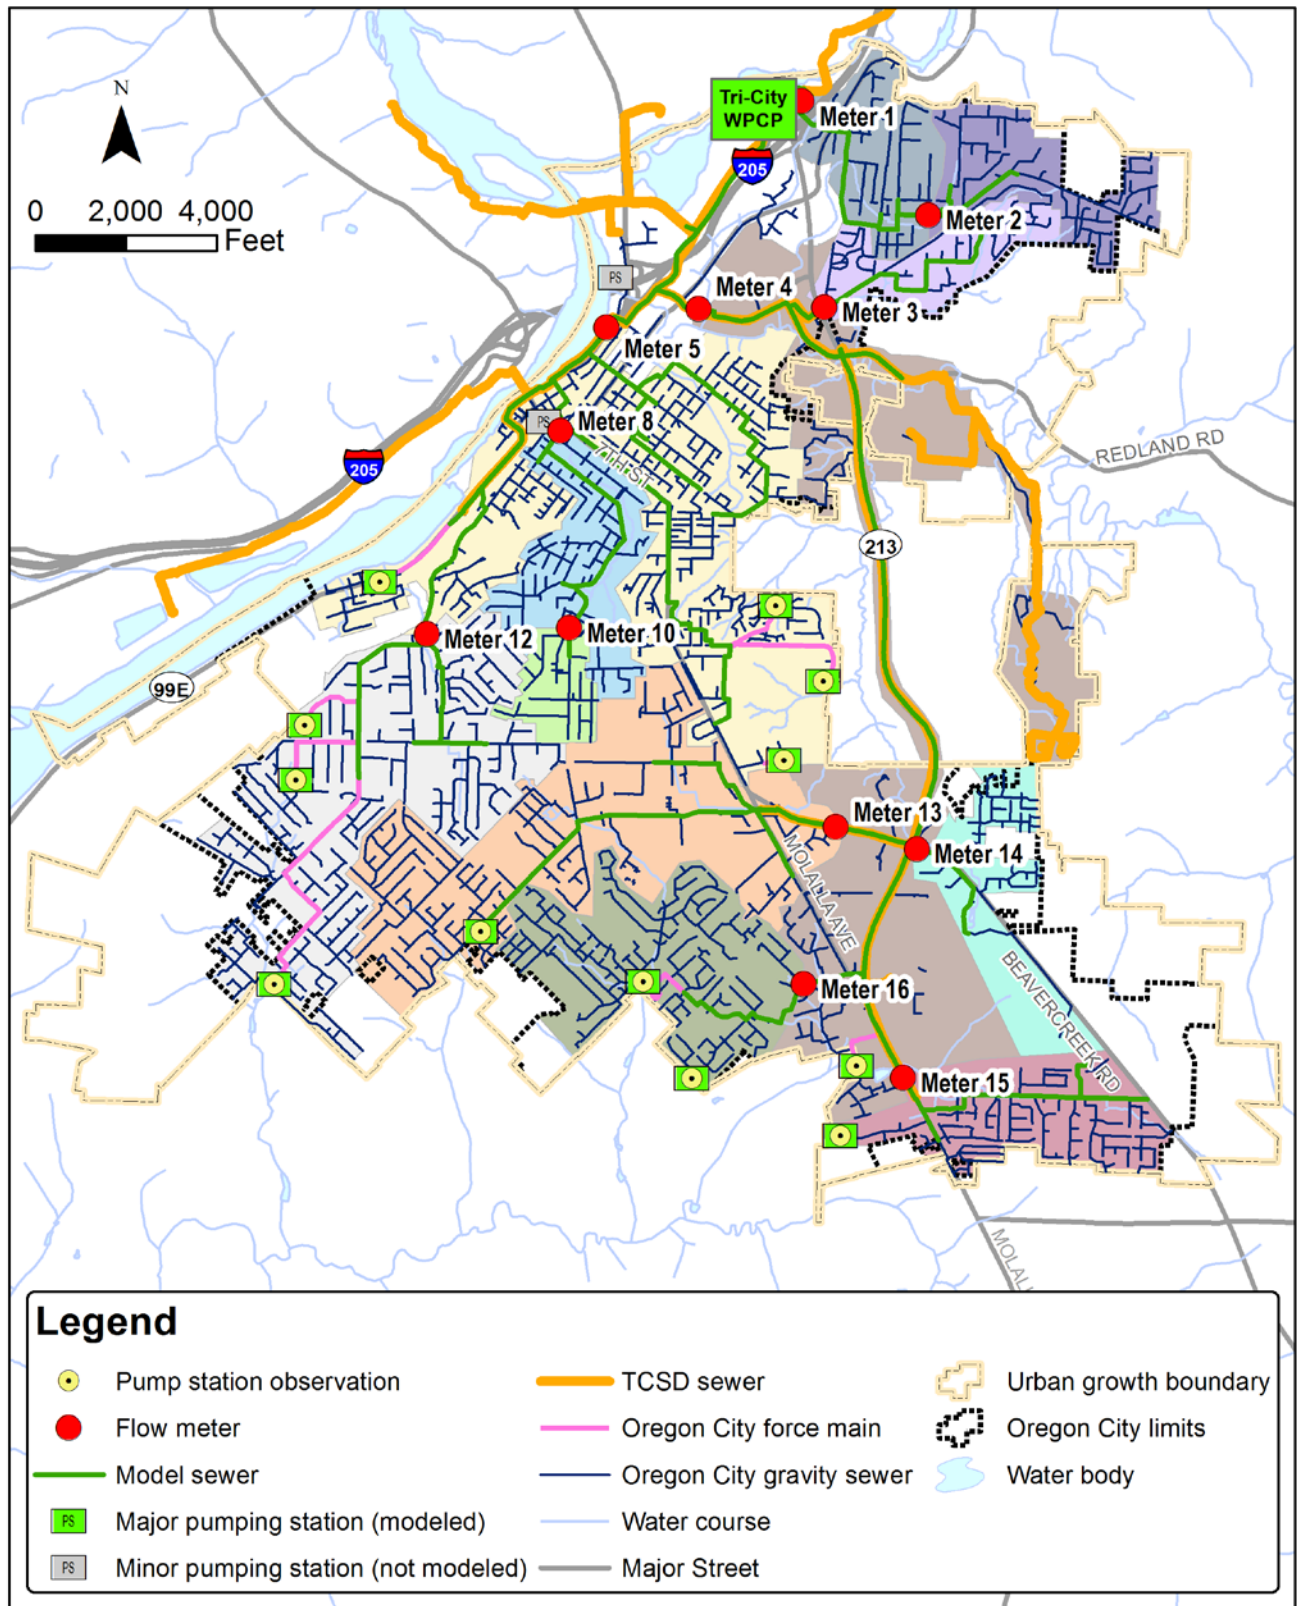 N
0 2,000 4,000
Feet
Tri-City
WPCP
Meter 1
205
Meter 2
PS
Meter 4
Meter 3
Meter 5
PS
Meter 8
7TH ST
REDLAND RD
205
213
Meter 12
Meter 10
99E
Meter 13
Meter 14
MOLALLA AVE
BEAVERCREEK RD
Meter 16
Meter 15
MOLALL
Legend
Pump station observation
Flow meter
Model sewer
PS Major pumping station (modeled)
PS Minor pumping station (not modeled)
TCSD sewer
Oregon City force main
Oregon City gravity sewer
Water course
Major Street
Urban growth boundary
Oregon City limits
Water body